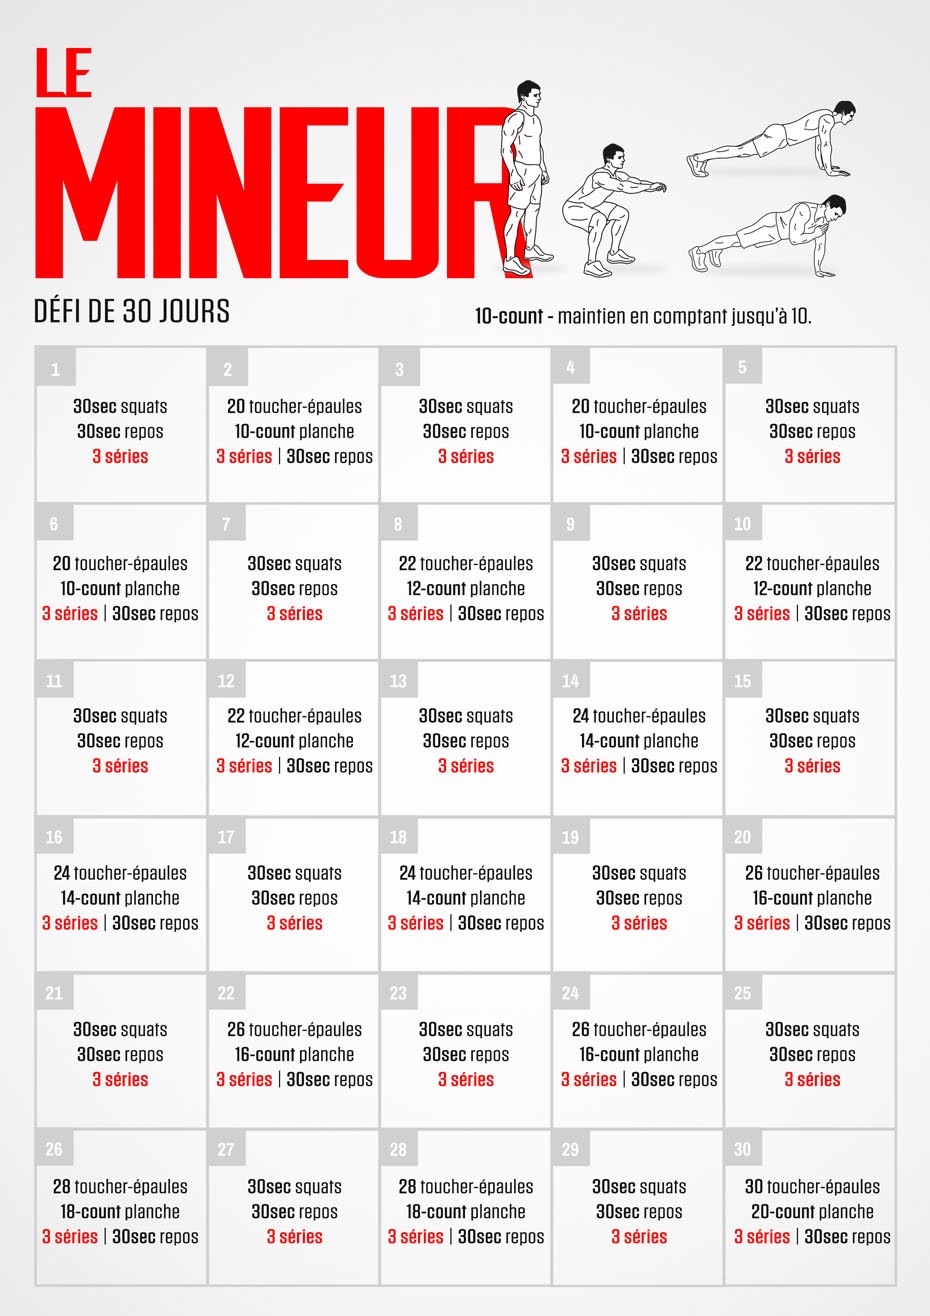 LE
MINEUR
DÉFI DE 30 JOURS
10-count - maintien en comptant jusqu'à 10.
1
30sec squats
30sec repos
3 séries
2
20 toucher-épaules
10-count planche
3 séries | 30sec repos
3
30sec squats
30sec repos
3 séries
4
20 toucher-épaules
10-count planche
3 séries | 30sec repos
5
30sec squats
30sec repos
3 séries
6
20 toucher-épaules
10-count planche
3 séries | 30sec repos
7
30sec squats
30sec repos
3 séries
8
22 toucher-épaules
12-count planche
3 séries | 30sec repos
9
30sec squats
30sec repos
3 séries
10
22 toucher-épaules
12-count planche
3 séries | 30sec repos
11
30sec squats
30sec repos
3 séries
12
22 toucher-épaules
12-count planche
3 séries | 30sec repos
13
30sec squats
30sec repos
3 séries
14
24 toucher-épaules
14-count planche
3 séries | 30sec repos
15
30sec squats
30sec repos
3 séries
16
24 toucher-épaules
14-count planche
3 séries | 30sec repos
17
30sec squats
30sec repos
3 séries
18
24 toucher-épaules
14-count planche
3 séries | 30sec repos
19
30sec squats
30sec repos
3 séries
20
26 toucher-épaules
16-count planche
3 séries | 30sec repos
21
30sec squats
30sec repos
3 séries
22
26 toucher-épaules
16-count planche
3 séries | 30sec repos
23
30sec squats
30sec repos
3 séries
24
26 toucher-épaules
16-count planche
3 séries | 30sec repos
25
30sec squats
30sec repos
3 séries
26
28 toucher-épaules
18-count planche
3 séries | 30sec repos
27
30sec squats
30sec repos
3 séries
28
28 toucher-épaules
18-count planche
3 séries | 30sec repos
29
30sec squats
30sec repos
3 séries
30
30 toucher-épaules
20-count planche
3 séries | 30sec repos